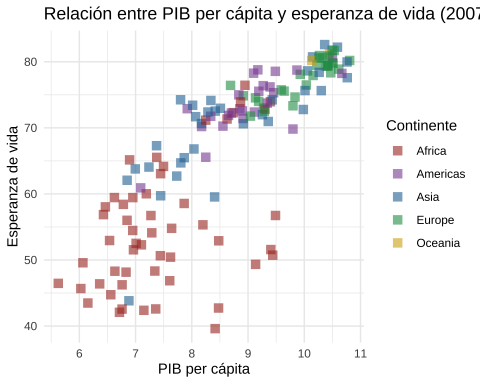 Relación entre PIB per cápita y esperanza de vida (2007
Esperanza de vida
80
70
60
50
40
6 7 8 9 10 11
PIB per cápita
Continente
Africa
Americas
Asia
Europe
Oceania